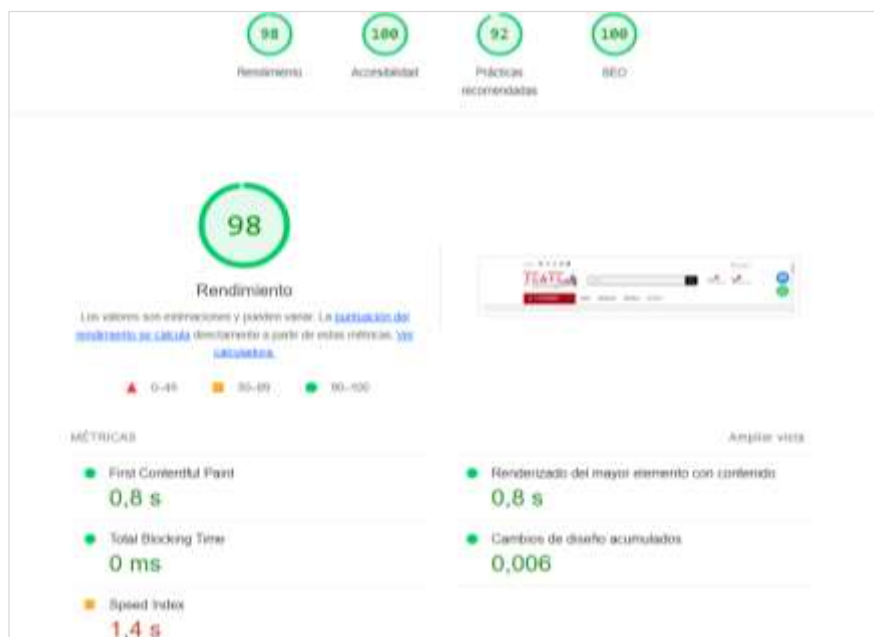 98
100
92
100
Rendimiento
Accesibilidad
Prácticas
recomendadas
SEO
98
Rendimiento
Los valores son estimaciones y pueden variar. La puntuación del
rendimiento se calcula directamente a partir de estas métricas. Ver
calculadora.
0–49
50–89
90–100
MÉTRICAS
Ampliar vista
First Contentful Paint
0,8 s
Renderizado del mayor elemento con contenido
0,8 s
Total Blocking Time
0 ms
Cambios de diseño acumulados
0,006
Speed Index
1,4 s